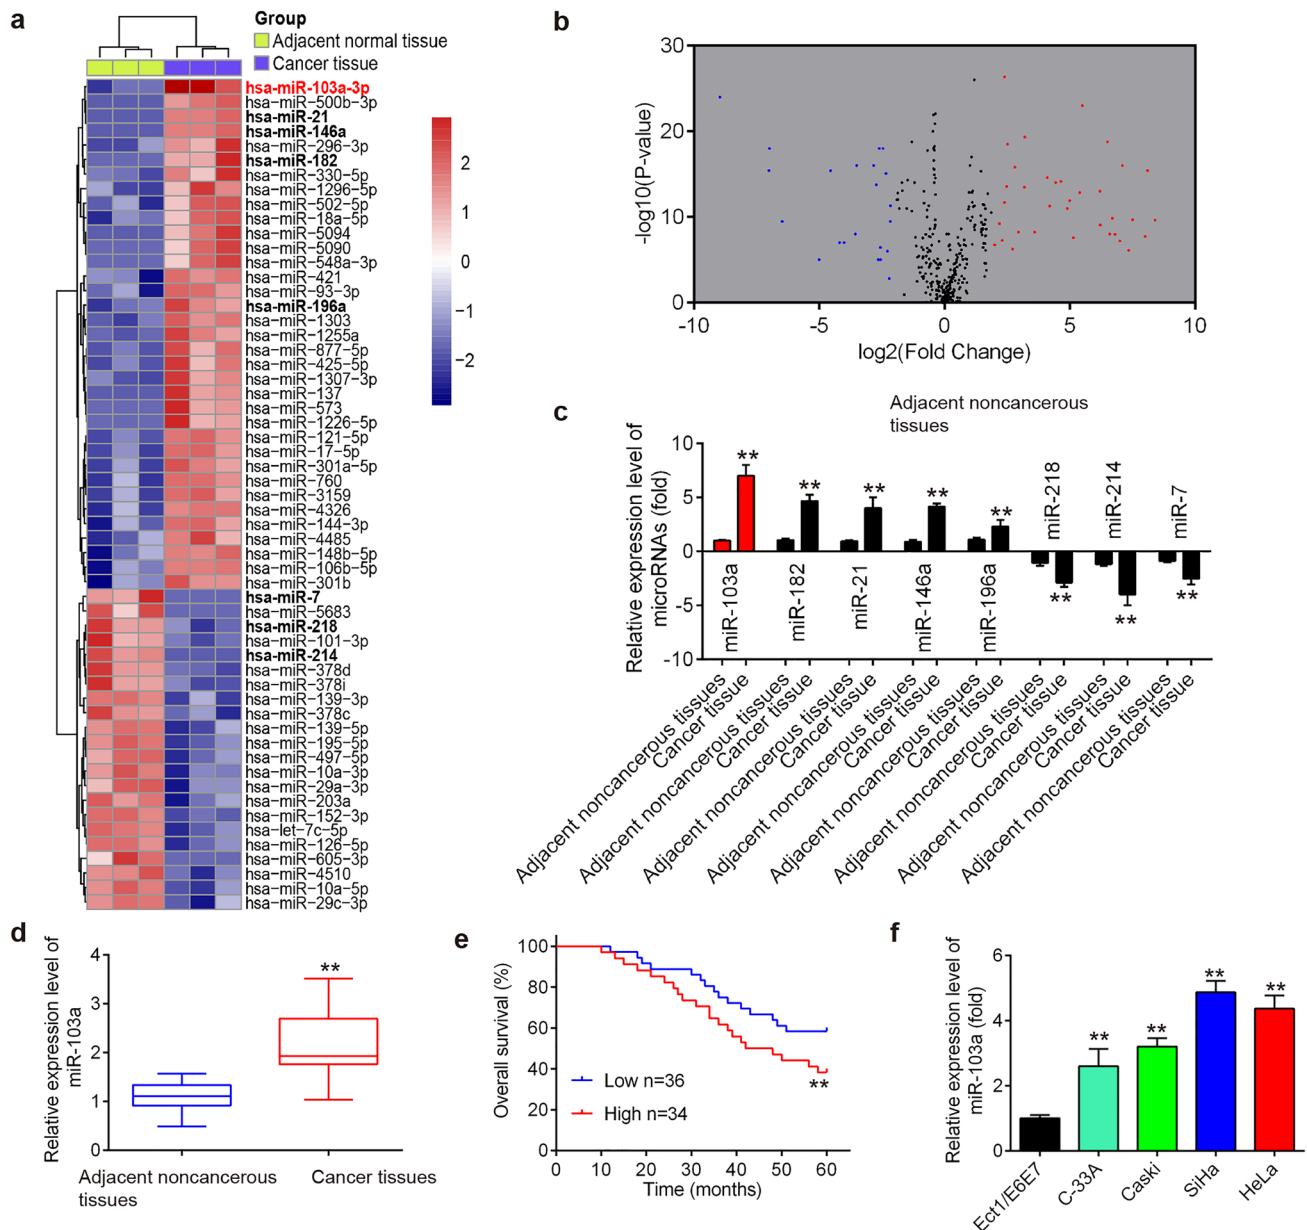 a
Group
Adjacent normal tissue
Cancer tissue
hsa-miR-103a-3p
hsa-miR-500b-3p
hsa-miR-21
hsa-miR-146a
hsa-miR-296-3p
hsa-miR-182
hsa-miR-330-5p
hsa-miR-1296-5p
hsa-miR-502-5p
hsa-miR-18a-5p
hsa-miR-5094
hsa-miR-5090
hsa-miR-548a-3p
hsa-miR-421
hsa-miR-93-3p
hsa-miR-196a
hsa-miR-1303
hsa-miR-1255a
hsa-miR-877-5p
hsa-miR-425-5p
hsa-miR-1307-3p
hsa-miR-137
hsa-miR-573
hsa-miR-1226-5p
hsa-miR-121-5p
hsa-miR-17-5p
hsa-miR-301a-5p
hsa-miR-760
hsa-miR-3159
hsa-miR-4326
hsa-miR-144-3p
hsa-miR-4485
hsa-miR-148b-5p
hsa-miR-106b-5p
hsa-miR-301b
hsa-miR-7
hsa-miR-5683
hsa-miR-218
hsa-miR-101-3p
hsa-miR-214
hsa-miR-378d
hsa-miR-378i
hsa-miR-139-3p
hsa-miR-378c
hsa-miR-139-5p
hsa-miR-195-5p
hsa-miR-497-5p
hsa-miR-10a-3p
hsa-miR-29a-3p
hsa-miR-203a
hsa-miR-152-3p
hsa-let-7c-5p
hsa-miR-126-5p
hsa-miR-605-3p
hsa-miR-4510
hsa-miR-10a-5p
hsa-miR-29c-3p
2
1
0
−1
−2
b
30
20
10
0
-log10(P-value)
-10
-5
0
5
10
log2(Fold Change)
c
Adjacent noncancerous
tissues
Relative expression level of
microRNAs (fold)
10
5
0
-5
-10
**
**
**
**
**
**
**
**
miR-103a
miR-182
miR-21
miR-146a
miR-196a
miR-218
miR-214
miR-7
Adjacent noncancerous tissues
Cancer tissue
Adjacent noncancerous tissues
Cancer tissue
Adjacent noncancerous tissues
Cancer tissue
Adjacent noncancerous tissues
Cancer tissue
Adjacent noncancerous tissues
Cancer tissue
Adjacent noncancerous tissues
Cancer tissue
Adjacent noncancerous tissues
Cancer tissue
Adjacent noncancerous tissues
Cancer tissue
d
Relative expression level of
miR-103a
4
3
2
1
0
**
Adjacent noncancerous
tissues
Cancer tissues
e
Overall survival (%)
100
80
60
40
20
0
Low n=36
High n=34
**
0
10
20
30
40
50
60
Time (months)
f
Relative expression level of
miR-103a (fold)
6
4
2
0
**
**
**
**
Ect1/E6E7
C-33A
Caski
SiHa
HeLa